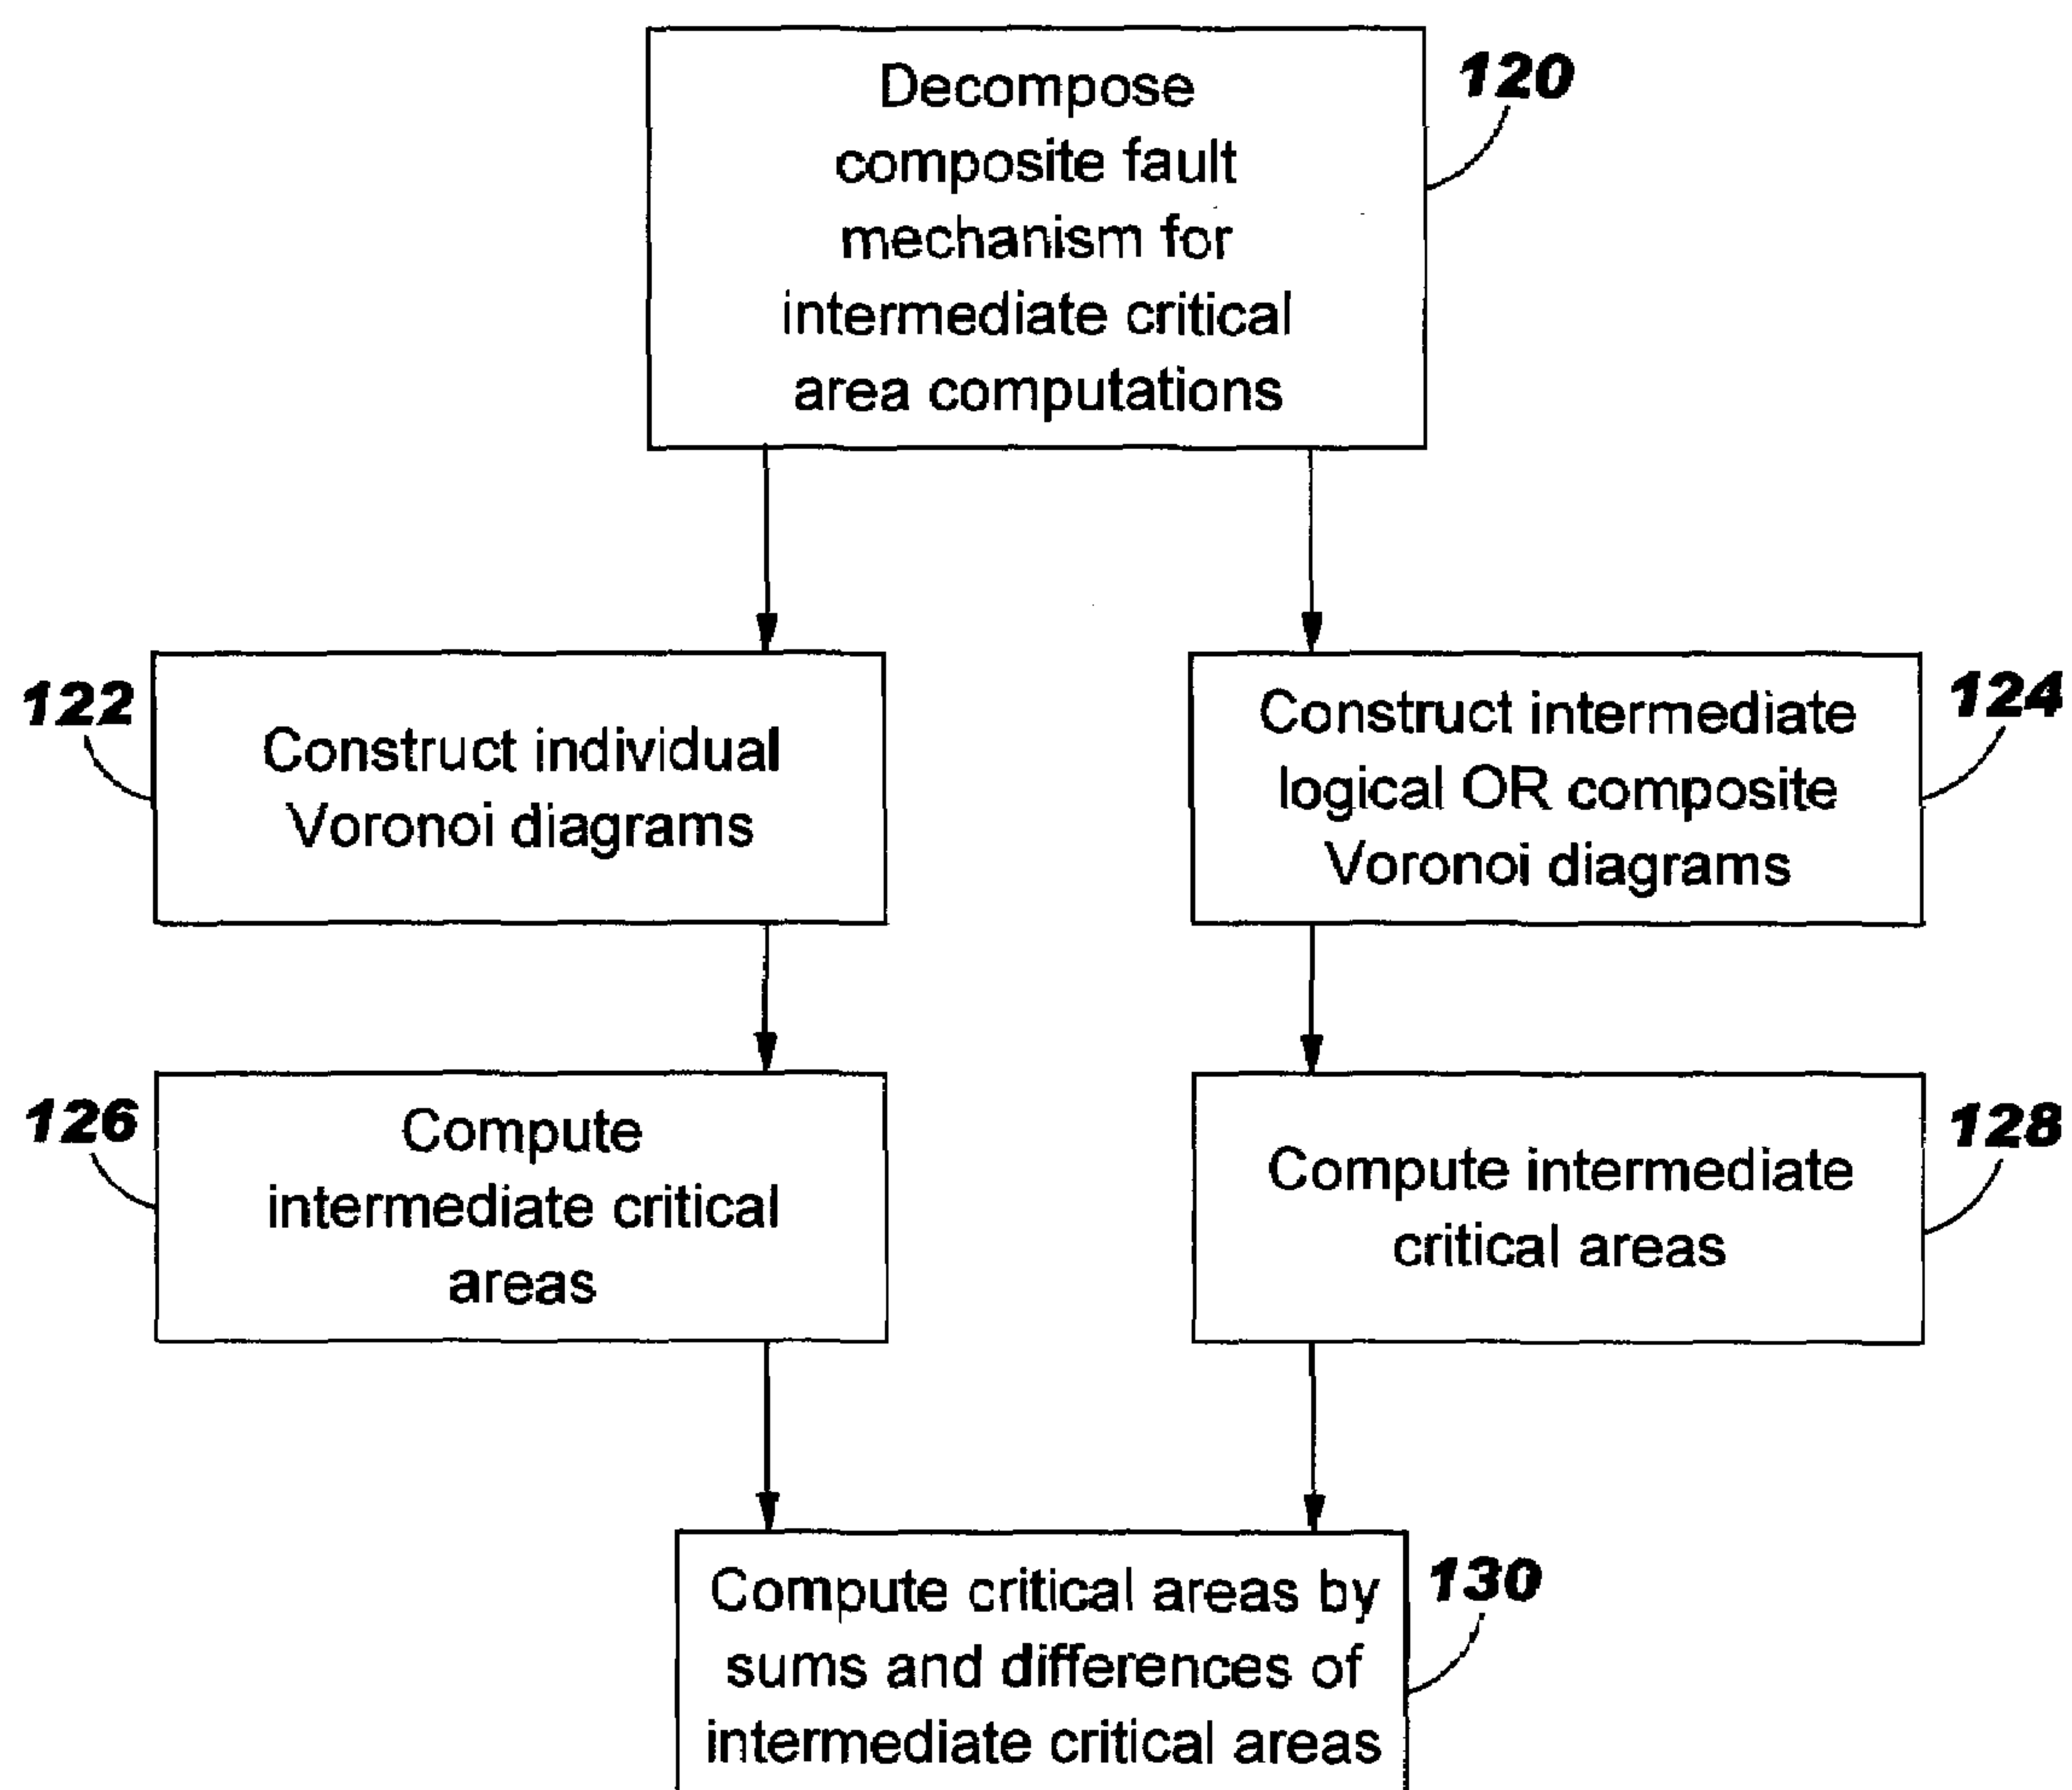 Decompose
composite fault
mechanism for
intermediate critical
area computations
120
122
Construct individual
Voronoi diagrams
Construct intermediate
logical OR composite
Voronoi diagrams
124
126
Compute
intermediate critical
areas
Compute intermediate
critical areas
128
Compute critical areas by
sums and differences of
intermediate critical areas
130